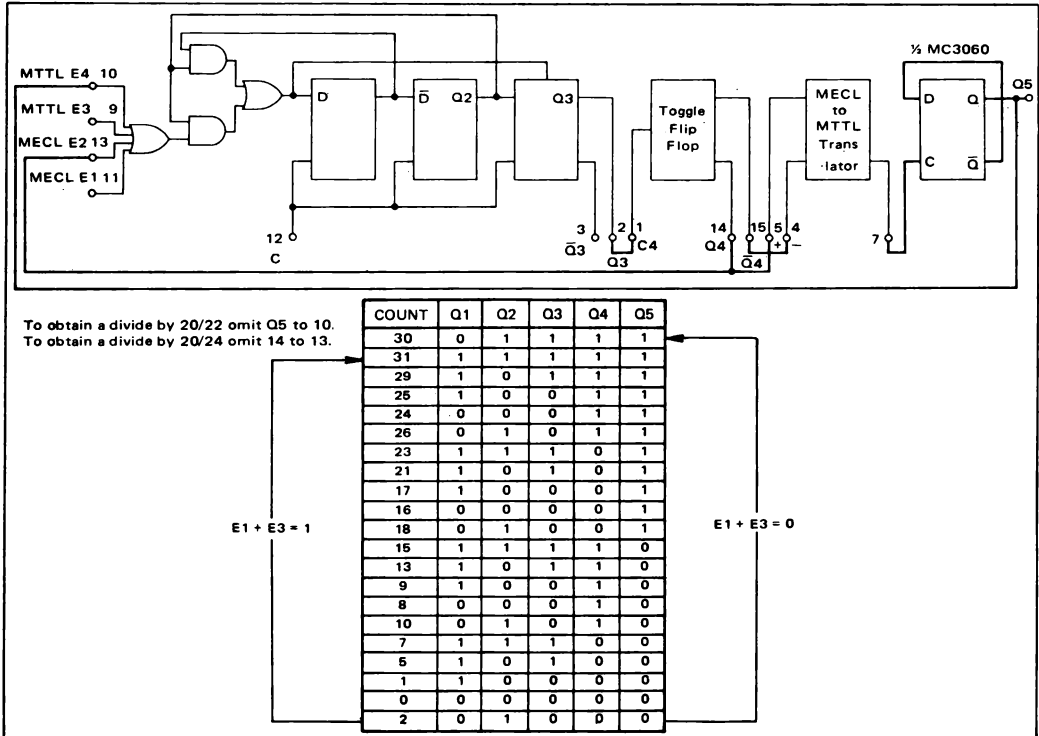 ½ MC3060
MTTL E4 10
MTTL E3 9
MECL E2 13
MECL E1 11
D
D̅ Q2
Q3
Toggle
Flip
Flop
MECL
to
MTTL
Trans
lator
D Q
C Q̅
Q5
12
C
3
Q̅3
2
Q3
1
C4
14
Q4
15
Q̅4
5
+
4
−
7
To obtain a divide by 20/22 omit Q5 to 10.
To obtain a divide by 20/24 omit 14 to 13.
COUNT Q1 Q2 Q3 Q4 Q5
30 0 1 1 1 1
31 1 1 1 1 1
29 1 0 1 1 1
25 1 0 0 1 1
24 0 0 0 1 1
26 0 1 0 1 1
23 1 1 1 0 1
21 1 0 1 0 1
17 1 0 0 0 1
16 0 0 0 0 1
18 0 1 0 0 1
15 1 1 1 1 0
13 1 0 1 1 0
9 1 0 0 1 0
8 0 0 0 1 0
10 0 1 0 1 0
7 1 1 1 0 0
5 1 0 1 0 0
1 1 0 0 0 0
0 0 0 0 0 0
2 0 1 0 0 0
E1 + E3 = 1
E1 + E3 = 0